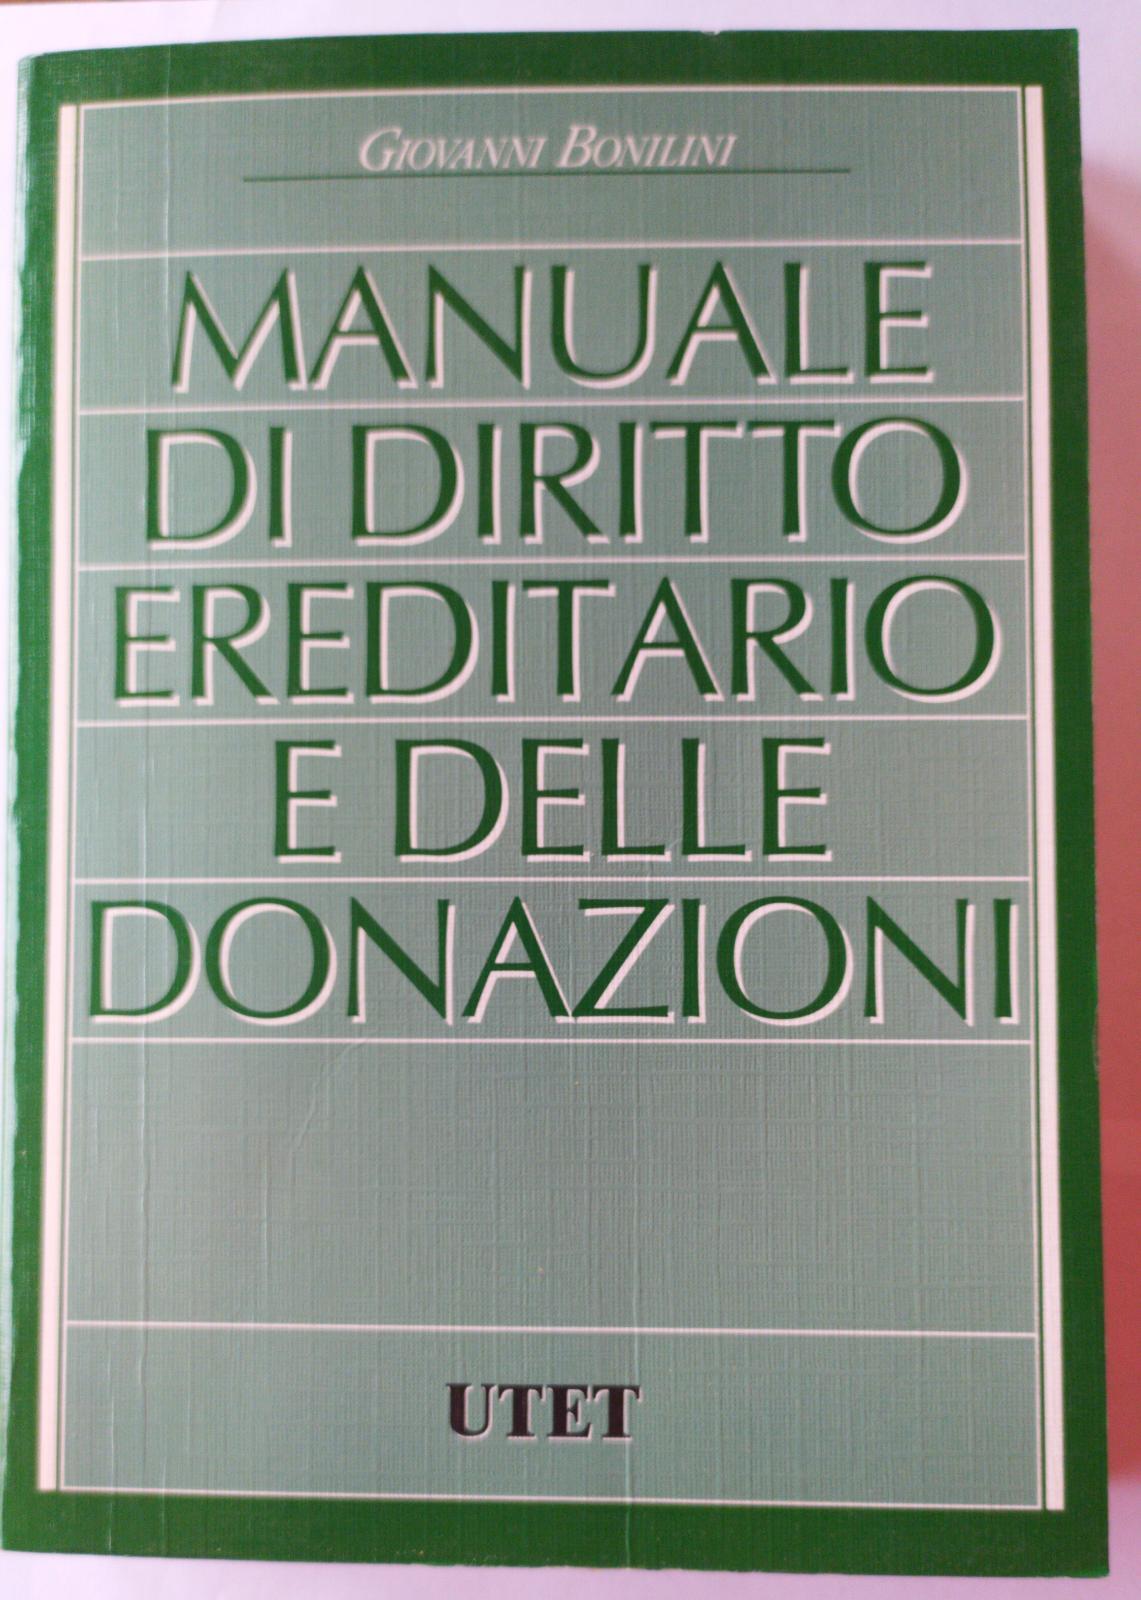 GIOVANNI BONILINI
MANUALE
DI DIRITTO
EREDITARIO
E DELLE
DONAZIONI
UTET